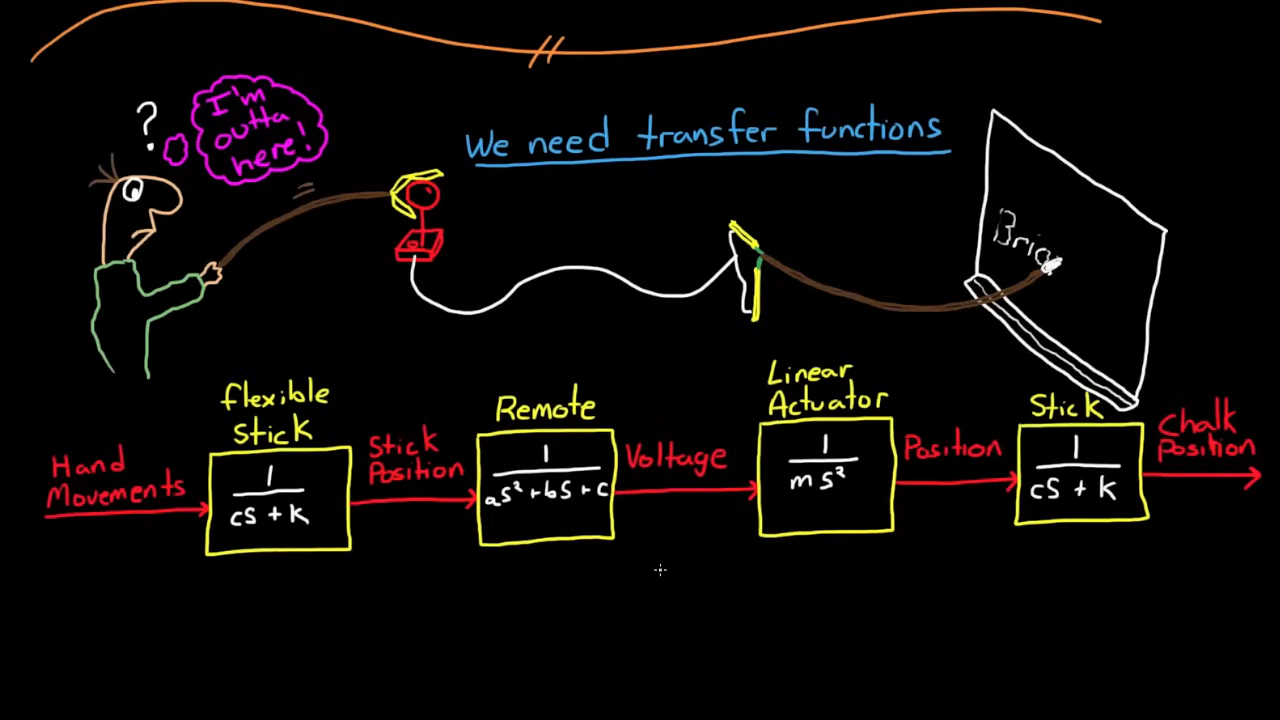 ?
I'm
outta
here!
We need transfer functions
Bria
flexible
stick
Remote
Linear
Actuator
Stick
Hand
Movements
1
cs + k
Stick
Position
1
as² + bs + c
Voltage
1
ms²
Position
1
cs + k
Chalk
Position